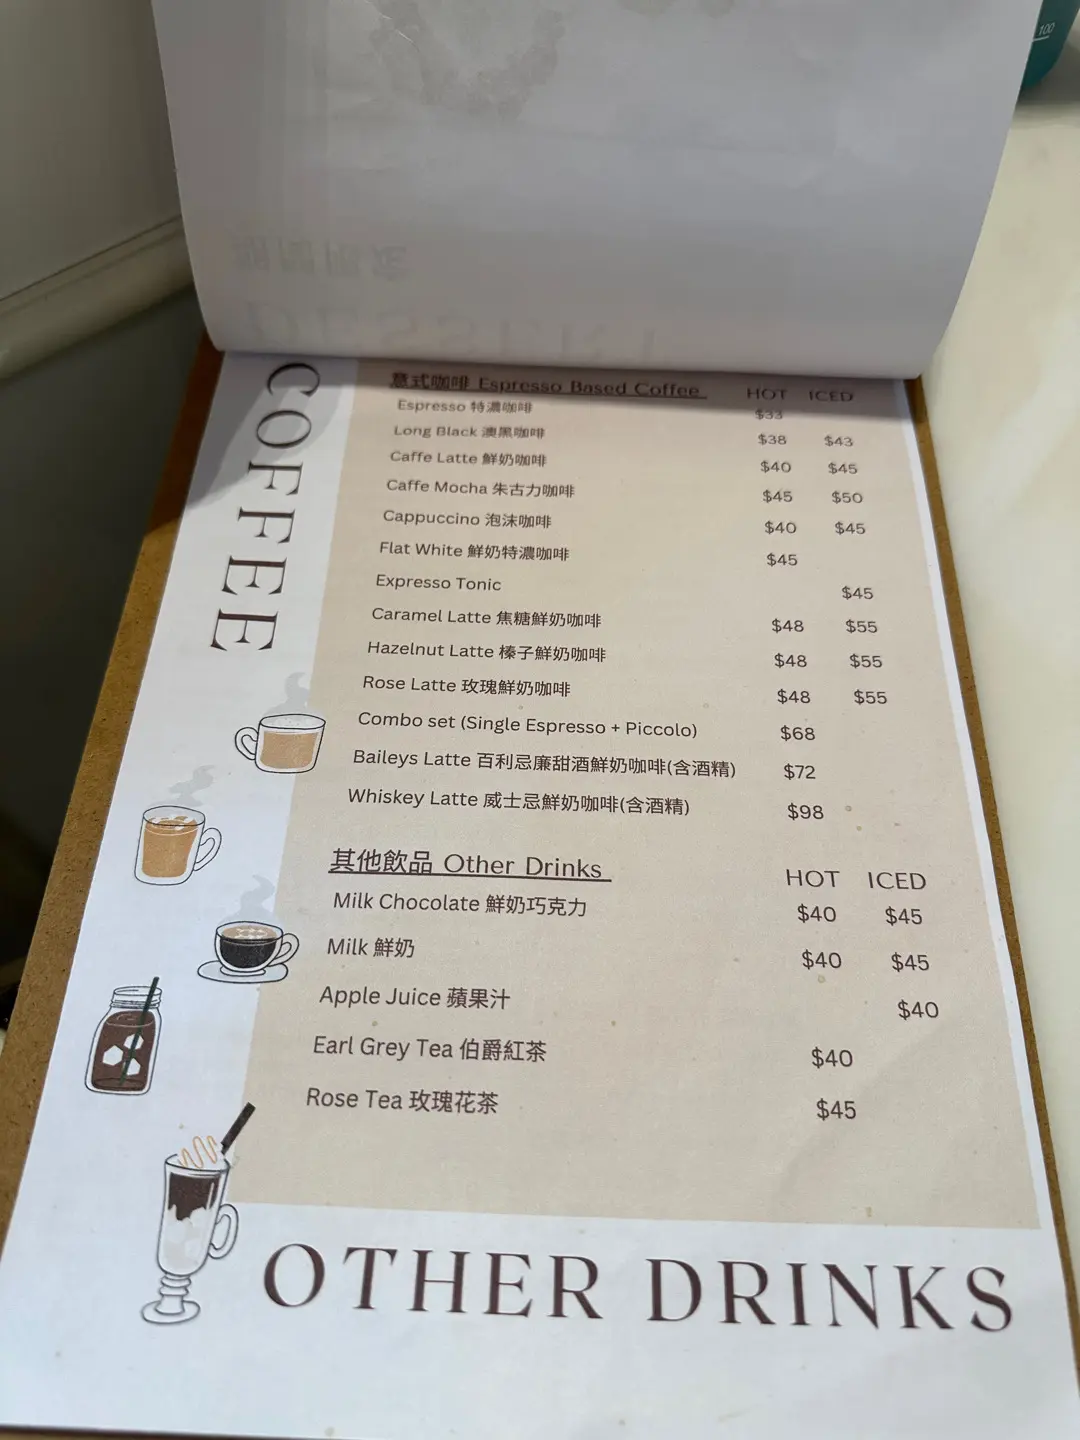 COFFEE
意式咖啡 Espresso Based Coffee HOT ICED
Espresso 特濃咖啡 $33
Long Black 澳黑咖啡 $38 $43
Caffe Latte 鮮奶咖啡 $40 $45
Caffe Mocha 朱古力咖啡 $45 $50
Cappuccino 泡沫咖啡 $40 $45
Flat White 鮮奶特濃咖啡 $45
Expresso Tonic $45
Caramel Latte 焦糖鮮奶咖啡 $48 $55
Hazelnut Latte 榛子鮮奶咖啡 $48 $55
Rose Latte 玫瑰鮮奶咖啡 $48 $55
Combo set (Single Espresso + Piccolo) $68
Baileys Latte 百利忌廉甜酒鮮奶咖啡(含酒精) $72
Whiskey Latte 威士忌鮮奶咖啡(含酒精) $98
其他飲品 Other Drinks HOT ICED
Milk Chocolate 鮮奶巧克力 $40 $45
Milk 鮮奶 $40 $45
Apple Juice 蘋果汁 $40
Earl Grey Tea 伯爵紅茶 $40
Rose Tea 玫瑰花茶 $45
OTHER DRINKS
100